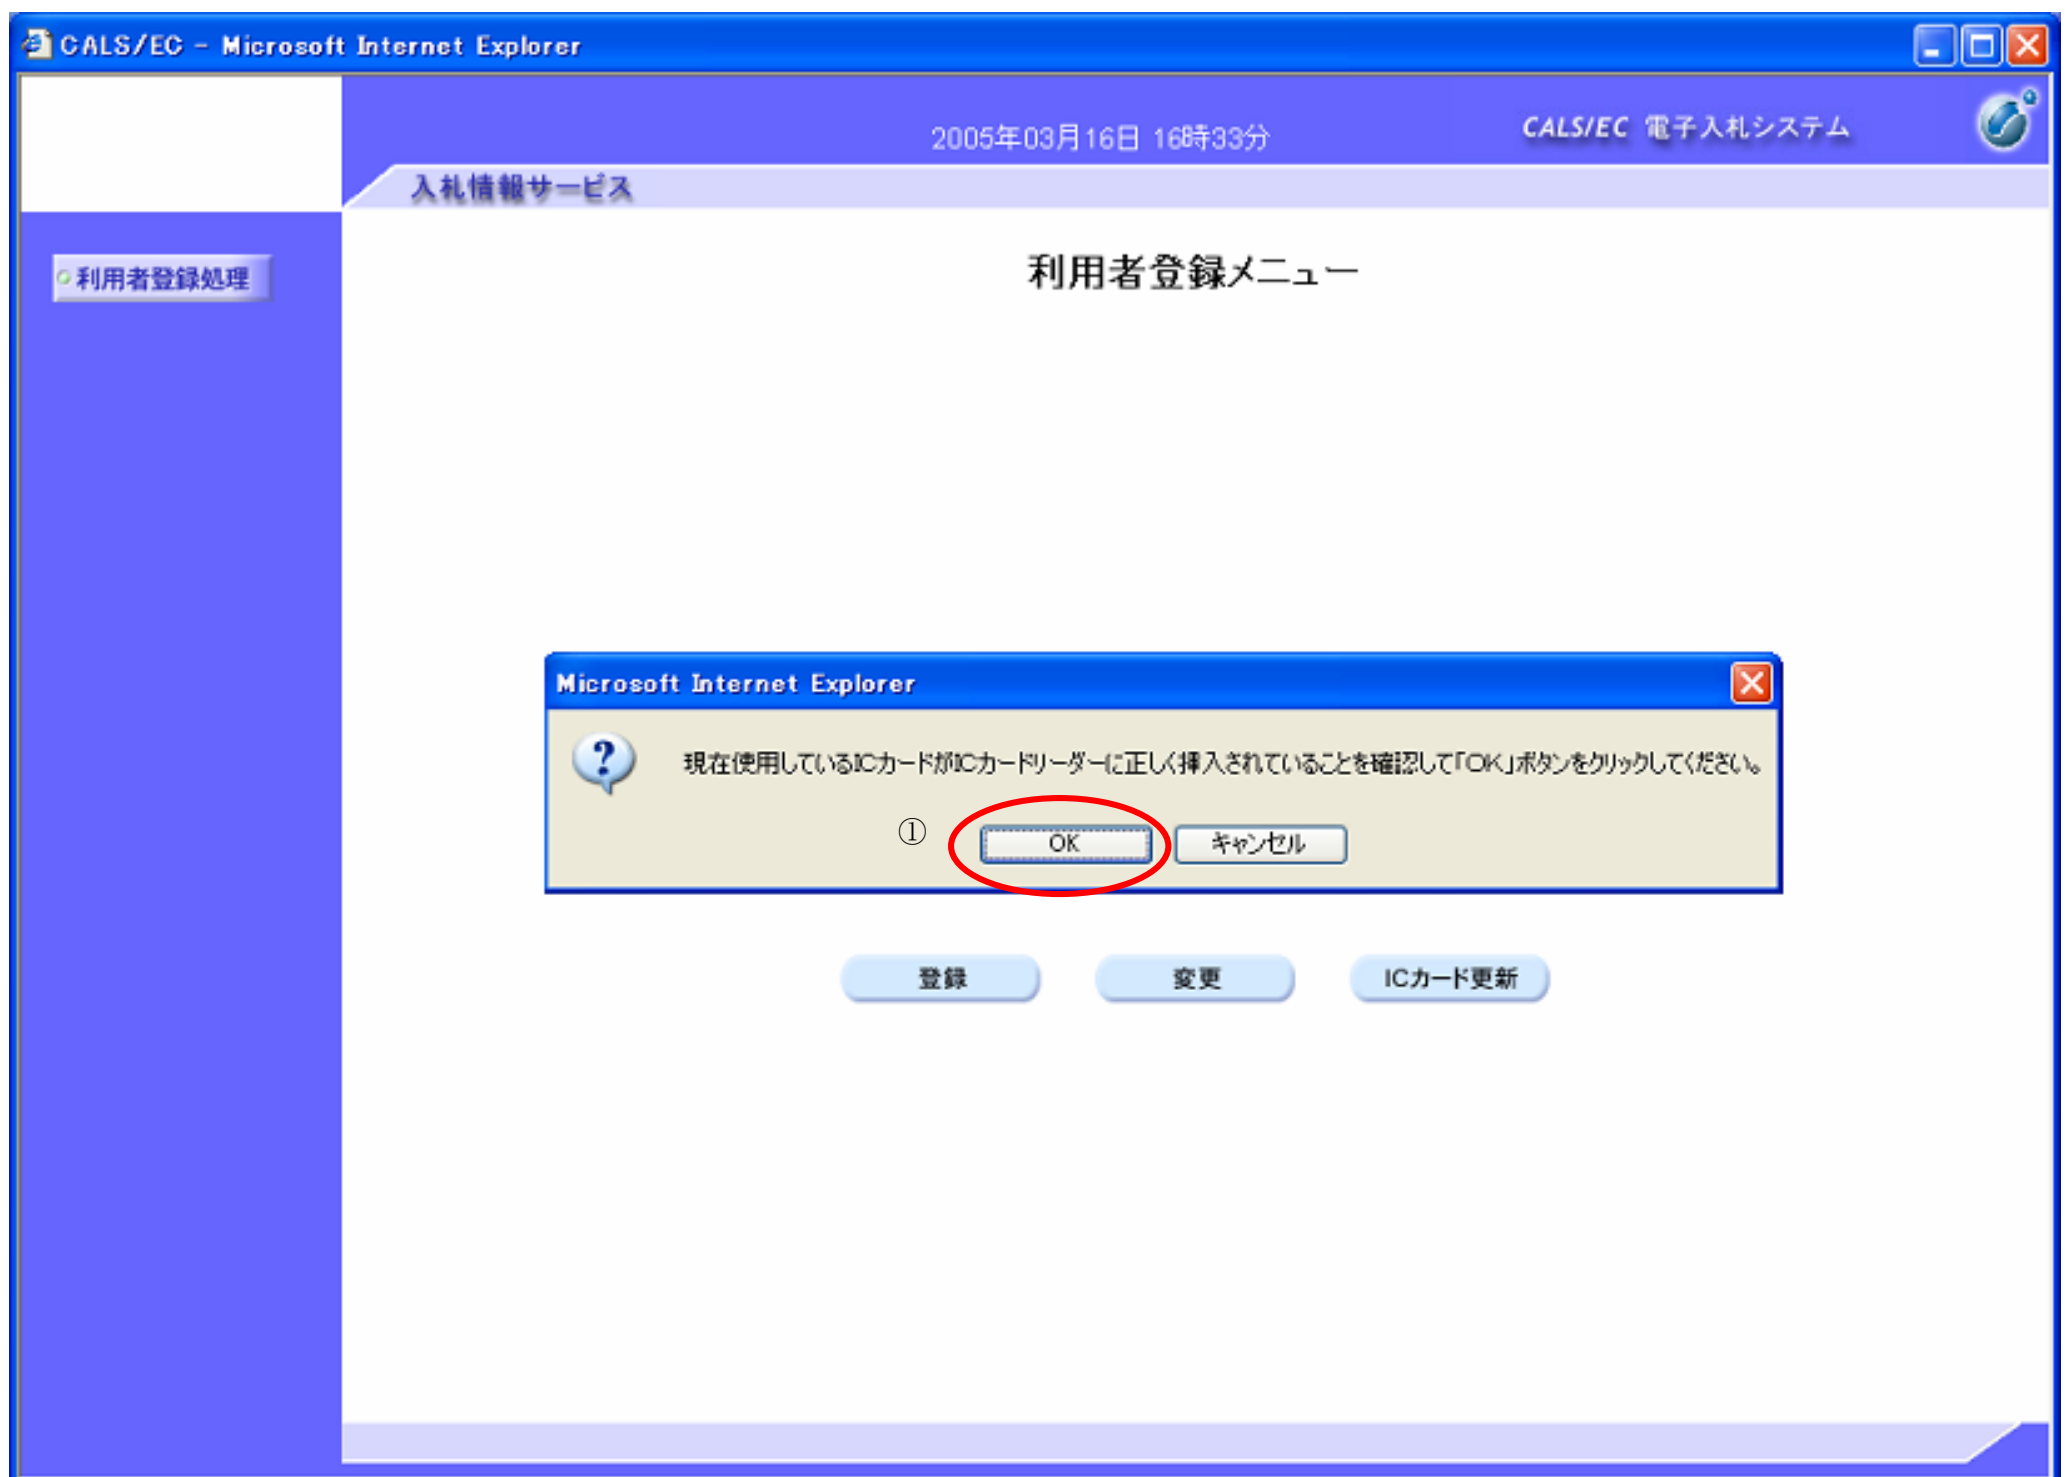 CALS/EC - Microsoft Internet Explorer
2005年03月16日 16時33分
CALS/EC 電子入札システム
入札情報サービス
利用者登録処理
利用者登録メニュー
Microsoft Internet Explorer
現在使用しているICカードがICカードリーダーに正しく挿入されていることを確認して「OK」ボタンをクリックしてください。
①
OK
キャンセル
登録
変更
ICカード更新